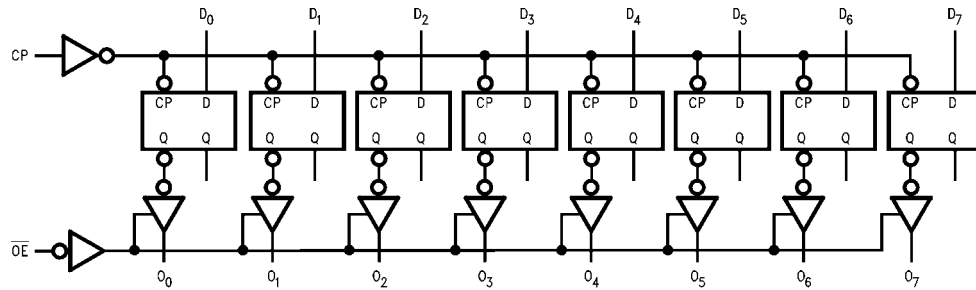 D0 D1 D2 D3 D4 D5 D6 D7
CP
CP D CP D CP D CP D CP D CP D CP D CP D
Q Q Q Q Q Q Q Q Q Q Q Q Q Q Q Q
O̅E̅
O0 O1 O2 O3 O4 O5 O6 O7